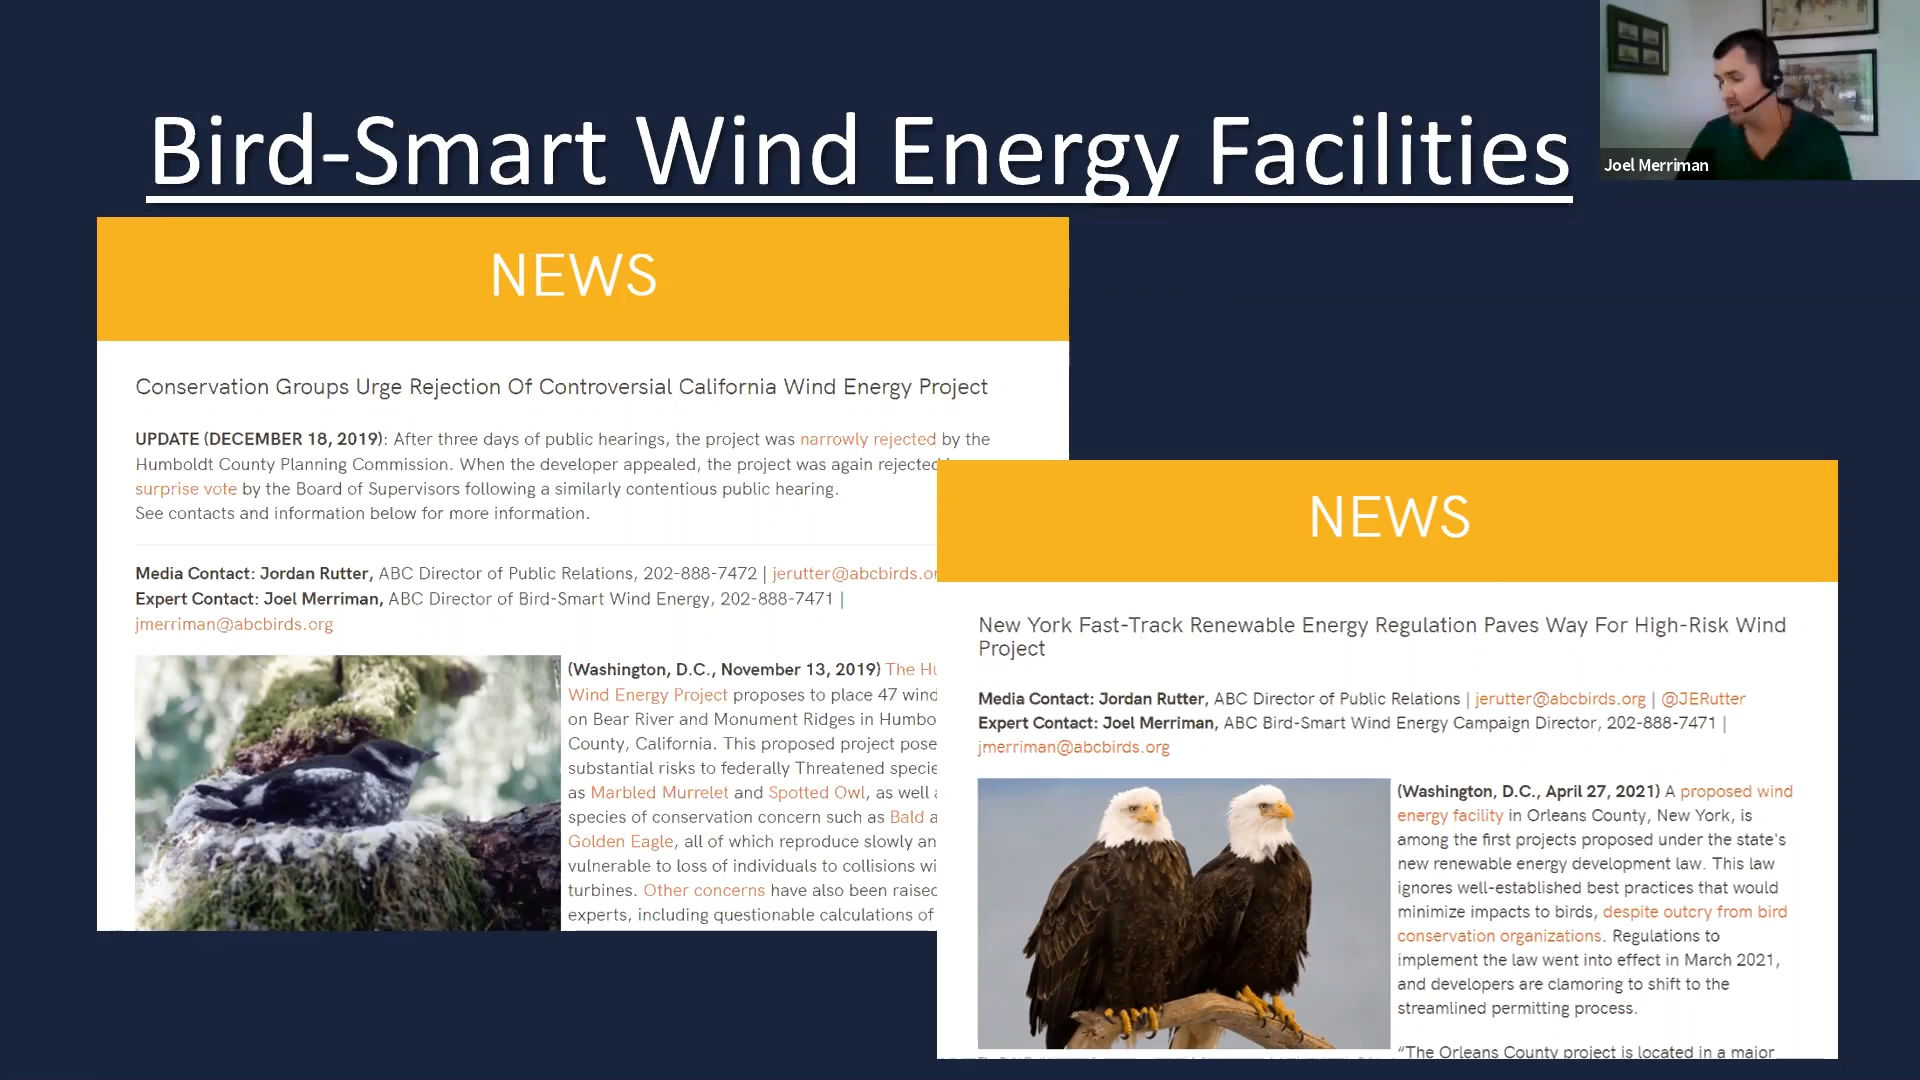 Bird-Smart Wind Energy Facilities
Joel Merriman
NEWS
Conservation Groups Urge Rejection Of Controversial California Wind Energy Project
UPDATE (DECEMBER 18, 2019): After three days of public hearings, the project was narrowly rejected by the
Humboldt County Planning Commission. When the developer appealed, the project was again rejected
surprise vote by the Board of Supervisors following a similarly contentious public hearing.
See contacts and information below for more information.
Media Contact: Jordan Rutter, ABC Director of Public Relations, 202-888-7472 | jerutter@abcbirds.or
Expert Contact: Joel Merriman, ABC Director of Bird-Smart Wind Energy, 202-888-7471 |
jmerriman@abcbirds.org
(Washington, D.C., November 13, 2019) The Hu
Wind Energy Project proposes to place 47 wind
on Bear River and Monument Ridges in Humbo
County, California. This proposed project pose
substantial risks to federally Threatened specie
as Marbled Murrelet and Spotted Owl, as well a
species of conservation concern such as Bald a
Golden Eagle, all of which reproduce slowly an
vulnerable to loss of individuals to collisions wi
turbines. Other concerns have also been raised
experts, including questionable calculations of
NEWS
New York Fast-Track Renewable Energy Regulation Paves Way For High-Risk Wind
Project
Media Contact: Jordan Rutter, ABC Director of Public Relations | jerutter@abcbirds.org | @JERutter
Expert Contact: Joel Merriman, ABC Bird-Smart Wind Energy Campaign Director, 202-888-7471 |
jmerriman@abcbirds.org
(Washington, D.C., April 27, 2021) A proposed wind
energy facility in Orleans County, New York, is
among the first projects proposed under the state's
new renewable energy development law. This law
ignores well-established best practices that would
minimize impacts to birds, despite outcry from bird
conservation organizations. Regulations to
implement the law went into effect in March 2021,
and developers are clamoring to shift to the
streamlined permitting process.
"The Orleans County project is located in a major